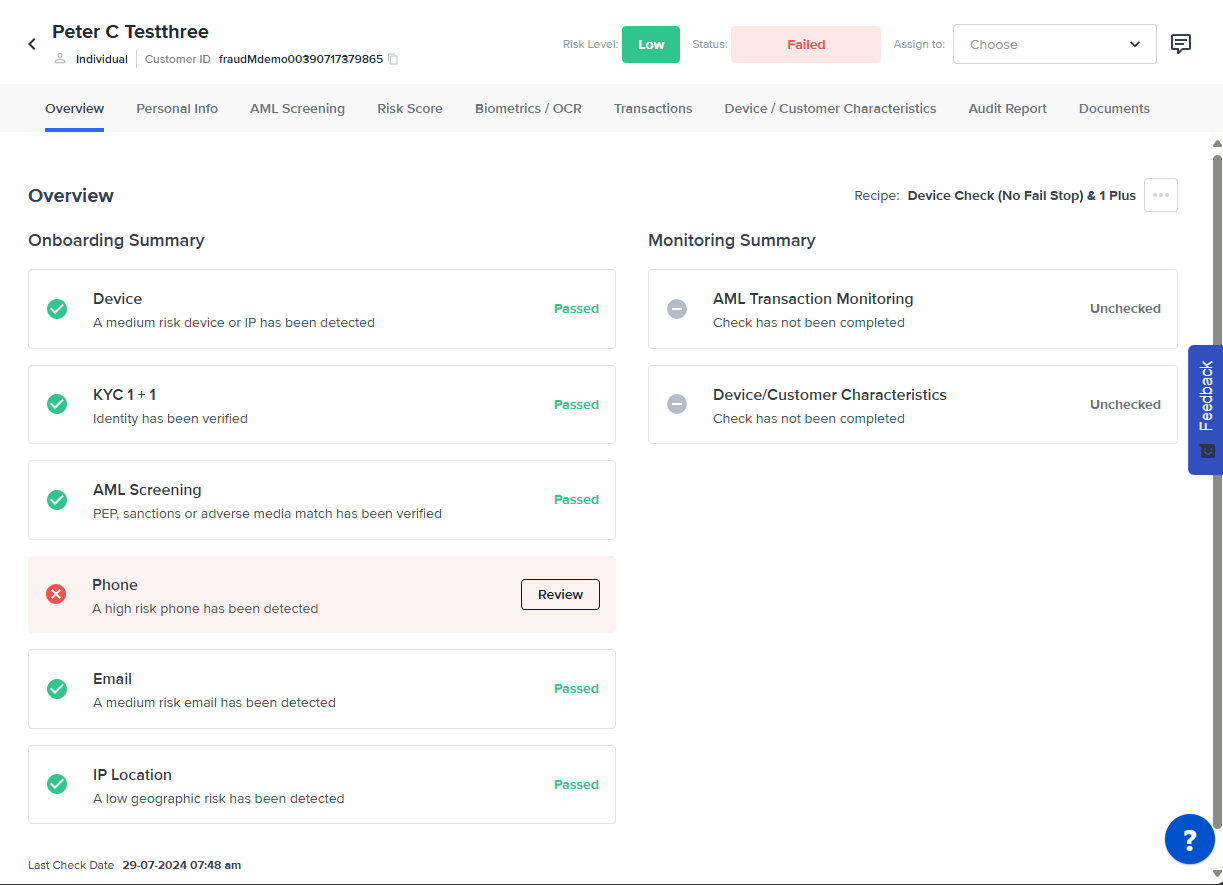 Peter C Testthree
Individual
Customer ID fraudMdemo00390717379865
Risk Level: Low
Status: Failed
Assign to: Choose
Overview Personal Info AML Screening Risk Score Biometrics / OCR Transactions Device / Customer Characteristics Audit Report Documents
Overview
Recipe: Device Check (No Fail Stop) & 1 Plus
Onboarding Summary
Device
A medium risk device or IP has been detected
Passed
KYC 1 + 1
Identity has been verified
Passed
AML Screening
PEP, sanctions or adverse media match has been verified
Passed
Phone
A high risk phone has been detected
Review
Email
A medium risk email has been detected
Passed
IP Location
A low geographic risk has been detected
Passed
Last Check Date 29-07-2024 07:48 am
Monitoring Summary
AML Transaction Monitoring
Check has not been completed
Unchecked
Device/Customer Characteristics
Check has not been completed
Unchecked
Feedback
?